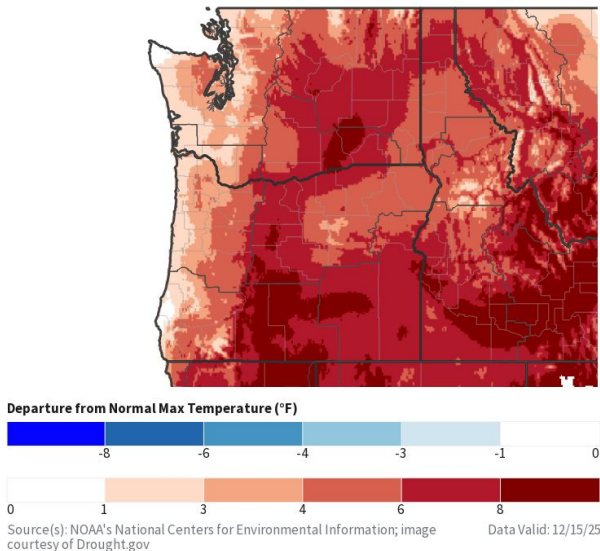 Departure from Normal Max Temperature (°F)
-8 -6 -4 -3 -1 0
0 1 3 4 6 8
Source(s): NOAA's National Centers for Environmental Information; image
courtesy of Drought.gov
Data Valid: 12/15/25